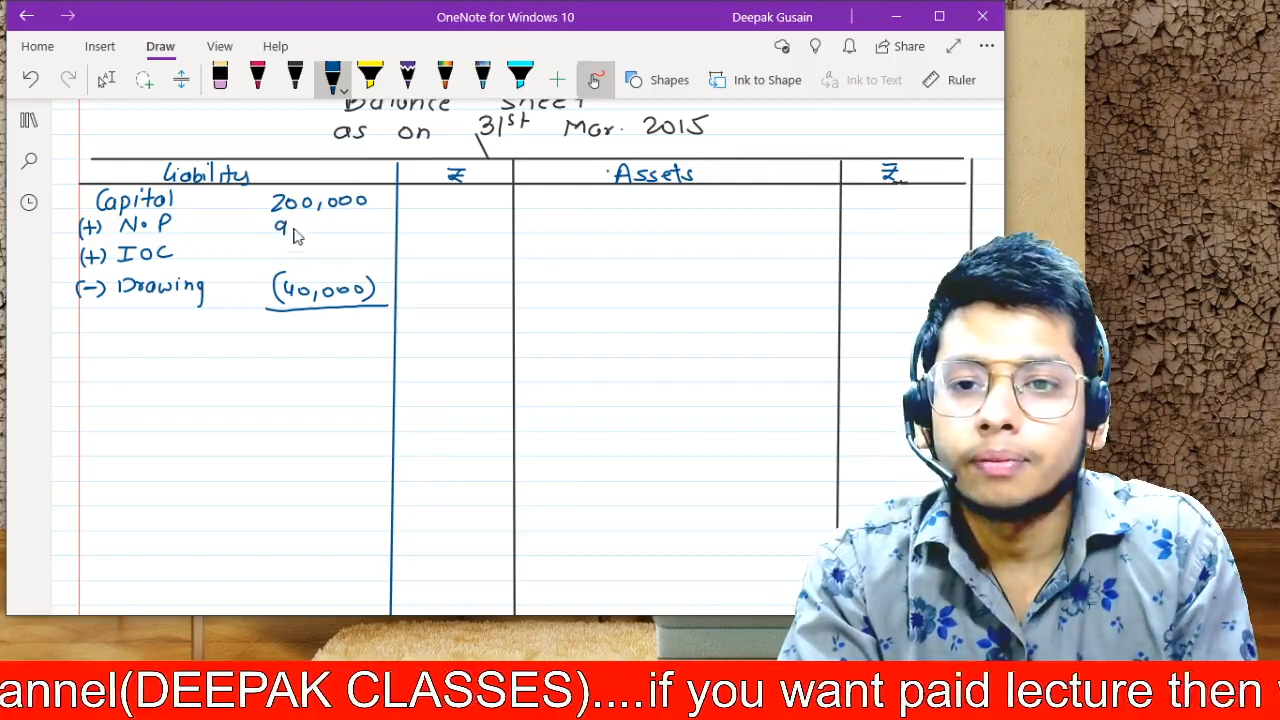 OneNote for Windows 10
Deepak Gusain
Home Insert Draw View Help
Share
Shapes Ink to Shape Ink to Text Ruler
Balance sheet
as on 31st Mar. 2015
Liability ₹ Assets ₹
Capital 200,000
(+) N.P 9
(+) IOC
(-) Drawing (40,000)
annel(DEEPAK CLASSES)....if you want paid lecture then